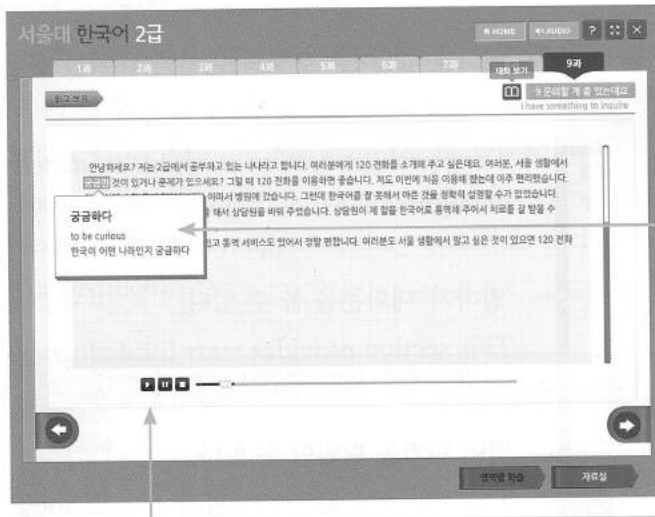 서울대 한국어 2급
HOME AUDIO ? ×
1과 2과 3과 4과 5과 6과 7과 9과
대화 보기
9 문의할 게 좀 있는데요
I have something to inquire
안녕하세요? 저는 2급에서 공부하고 있는 나나라고 합니다. 여러분에게 120 전화를 소개해 주고 싶은데요. 여러분, 서울 생활에서
궁금한 것이 있거나 문제가 있으세요? 그럴 때 120 전화를 이용하면 좋습니다. 저도 이번에 처음 이용해 봤는데 아주 편리했습니다.
아파서 병원에 갔습니다. 그런데 한국어를 잘 못해서 아픈 것을 정확히 설명할 수가 없었습니다.
해서 상담원을 바꿔 주었습니다. 상담원이 제 말을 한국어로 통역해 주어서 치료를 잘 받을 수
궁금하다
to be curious
한국이 어떤 나라인지 궁금하다
통역 서비스도 있어서 정말 편합니다. 여러분도 서울 생활에서 알고 싶은 것이 있으면 120 전화
영역별 학습 자료실